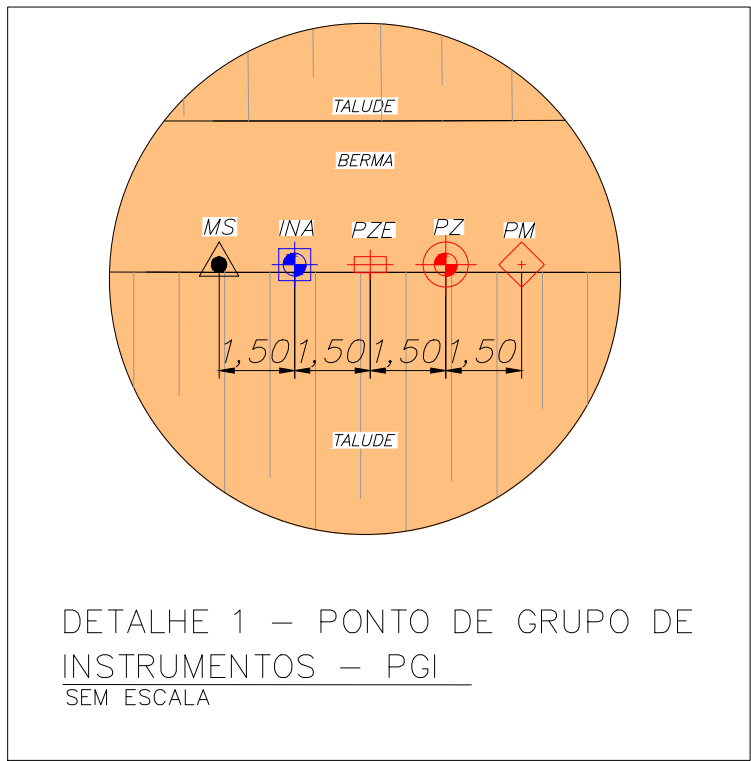 TALUDE
BERMA
MS INA PZE PZ PM
1,50 1,50 1,50 1,50
TALUDE
DETALHE 1 – PONTO DE GRUPO DE
INSTRUMENTOS – PGI
SEM ESCALA